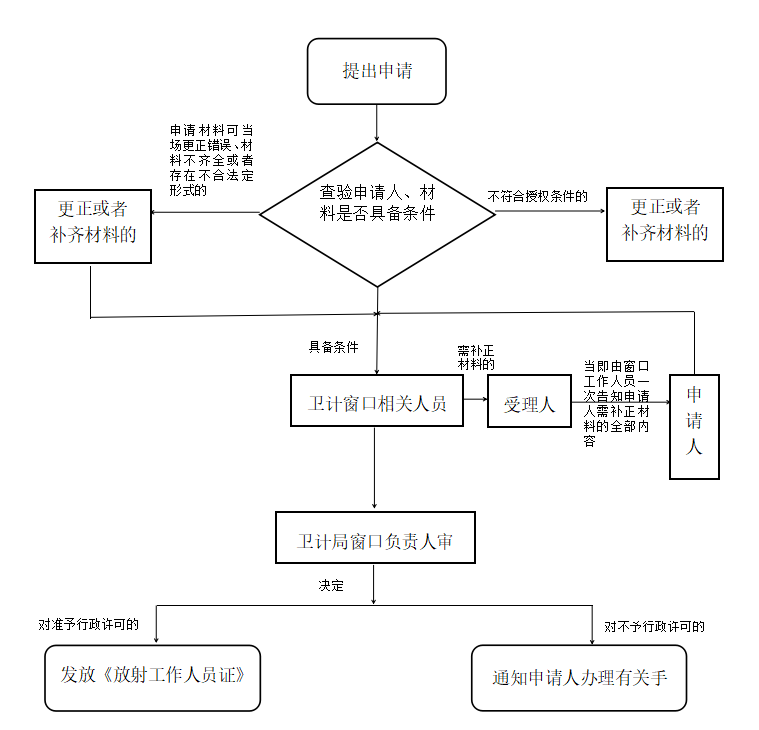 提出申请
申请材料可当
场更正错误、材
料不齐全或者
存在不合法定
形式的
查验申请人、材
料是否具备条件
不符合授权条件的
更正或者
补齐材料的
更正或者
补齐材料的
具备条件
需补正
材料的
当即由窗口
工作人员一
次告知申请
人需补正材
料的全部内
容
卫计窗口相关人员
受理人
申
请
人
卫计局窗口负责人审
决定
对准予行政许可的
对不予行政许可的
发放《放射工作人员证》
通知申请人办理有关手